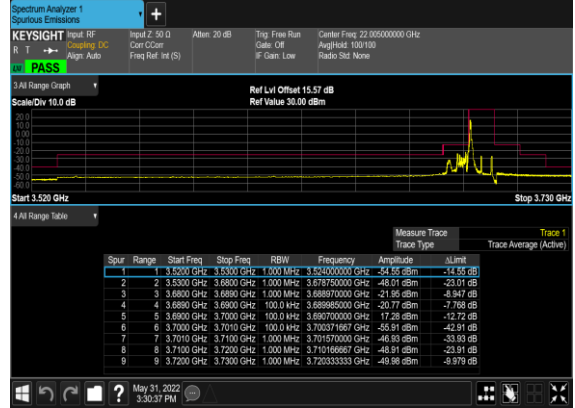 Spectrum Analyzer 1
Spurious Emissions
+
KEYSIGHT Input: RF Input Z: 50 Ω Atten: 20 dB Trig: Free Run Center Freq: 22.005000000 GHz
R T Coupling: DC Corr CCorr Gate: Off Avg|Hold: 100/100
Align: Auto Freq Ref: Int (S) IF Gain: Low Radio Std: None
PASS
3 All Range Graph Ref Lvl Offset 15.57 dB
Scale/Div 10.0 dB Ref Value 30.00 dBm
20.0
10.0
0.00
-10.0
-20.0
-30.0
-40.0
-50.0
-60.0
Start 3.520 GHz Stop 3.730 GHz
4 All Range Table
Measure Trace Trace 1
Trace Type Trace Average (Active)
Spur Range Start Freq Stop Freq RBW Frequency Amplitude ΔLimit
1 1 3.5200 GHz 3.5300 GHz 1.000 MHz 3.524000000 GHz -54.55 dBm -14.55 dB
2 2 3.5300 GHz 3.6800 GHz 1.000 MHz 3.678750000 GHz -48.01 dBm -23.01 dB
3 3 3.6800 GHz 3.6890 GHz 1.000 MHz 3.688970000 GHz -21.95 dBm -8.947 dB
4 4 3.6890 GHz 3.6900 GHz 100.0 kHz 3.689985000 GHz -20.77 dBm -7.768 dB
5 5 3.6900 GHz 3.7000 GHz 100.0 kHz 3.690700000 GHz 17.28 dBm -12.72 dB
6 6 3.7000 GHz 3.7010 GHz 100.0 kHz 3.700371667 GHz -55.91 dBm -42.91 dB
7 7 3.7010 GHz 3.7100 GHz 1.000 MHz 3.701570000 GHz -46.93 dBm -33.93 dB
8 8 3.7100 GHz 3.7200 GHz 1.000 MHz 3.710166667 GHz -48.91 dBm -23.91 dB
9 9 3.7200 GHz 3.7300 GHz 1.000 MHz 3.720333333 GHz -49.98 dBm -9.979 dB
? May 31, 2022
3:30:37 PM